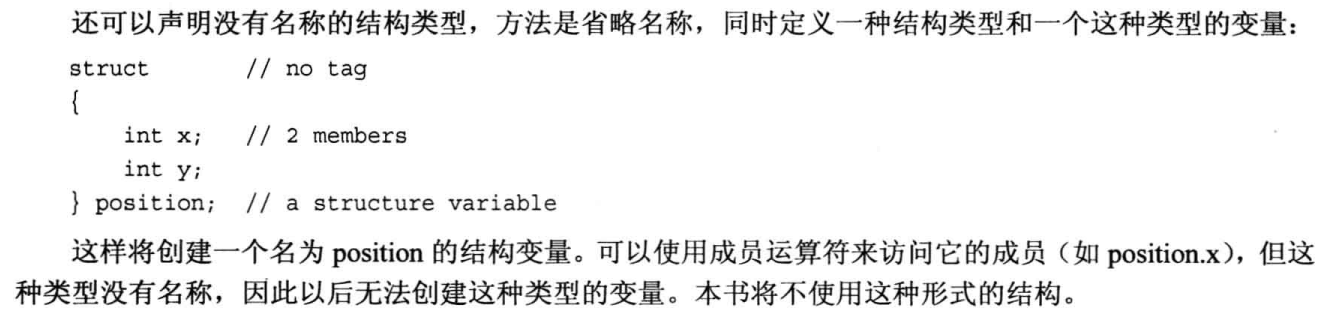 还可以声明没有名称的结构类型，方法是省略名称，同时定义一种结构类型和一个这种类型的变量：
struct // no tag
{
int x; // 2 members
int y;
} position; // a structure variable
这样将创建一个名为 position 的结构变量。可以使用成员运算符来访问它的成员（如 position.x），但这
种类型没有名称，因此以后无法创建这种类型的变量。本书将不使用这种形式的结构。